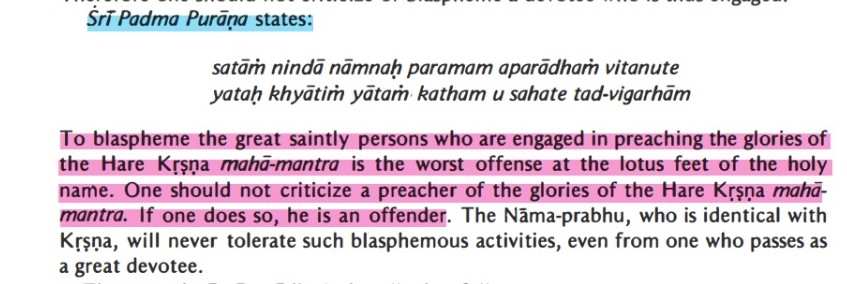 Śrī Padma Purāṇa states:
satāṁ nindā nāmnaḥ paramam aparādhaṁ vitanute
yataḥ khyātiṁ yātaṁ katham u sahate tad-vigarhām
To blaspheme the great saintly persons who are engaged in preaching the glories of
the Hare Kṛṣṇa mahā-mantra is the worst offense at the lotus feet of the holy
name. One should not criticize a preacher of the glories of the Hare Kṛṣṇa mahā-
mantra. If one does so, he is an offender. The Nāma-prabhu, who is identical with
Kṛṣṇa, will never tolerate such blasphemous activities, even from one who passes as
a great devotee.